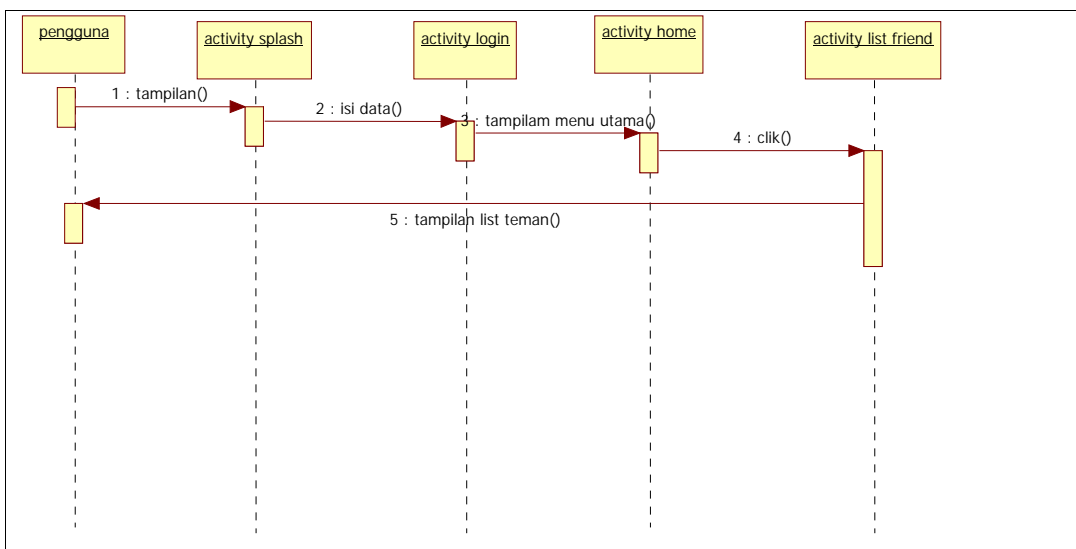 pengguna
activity splash
activity login
activity home
activity list friend
1 : tampilan()
2 : isi data()
3 : tampilam menu utama()
4 : clik()
5 : tampilan list teman()